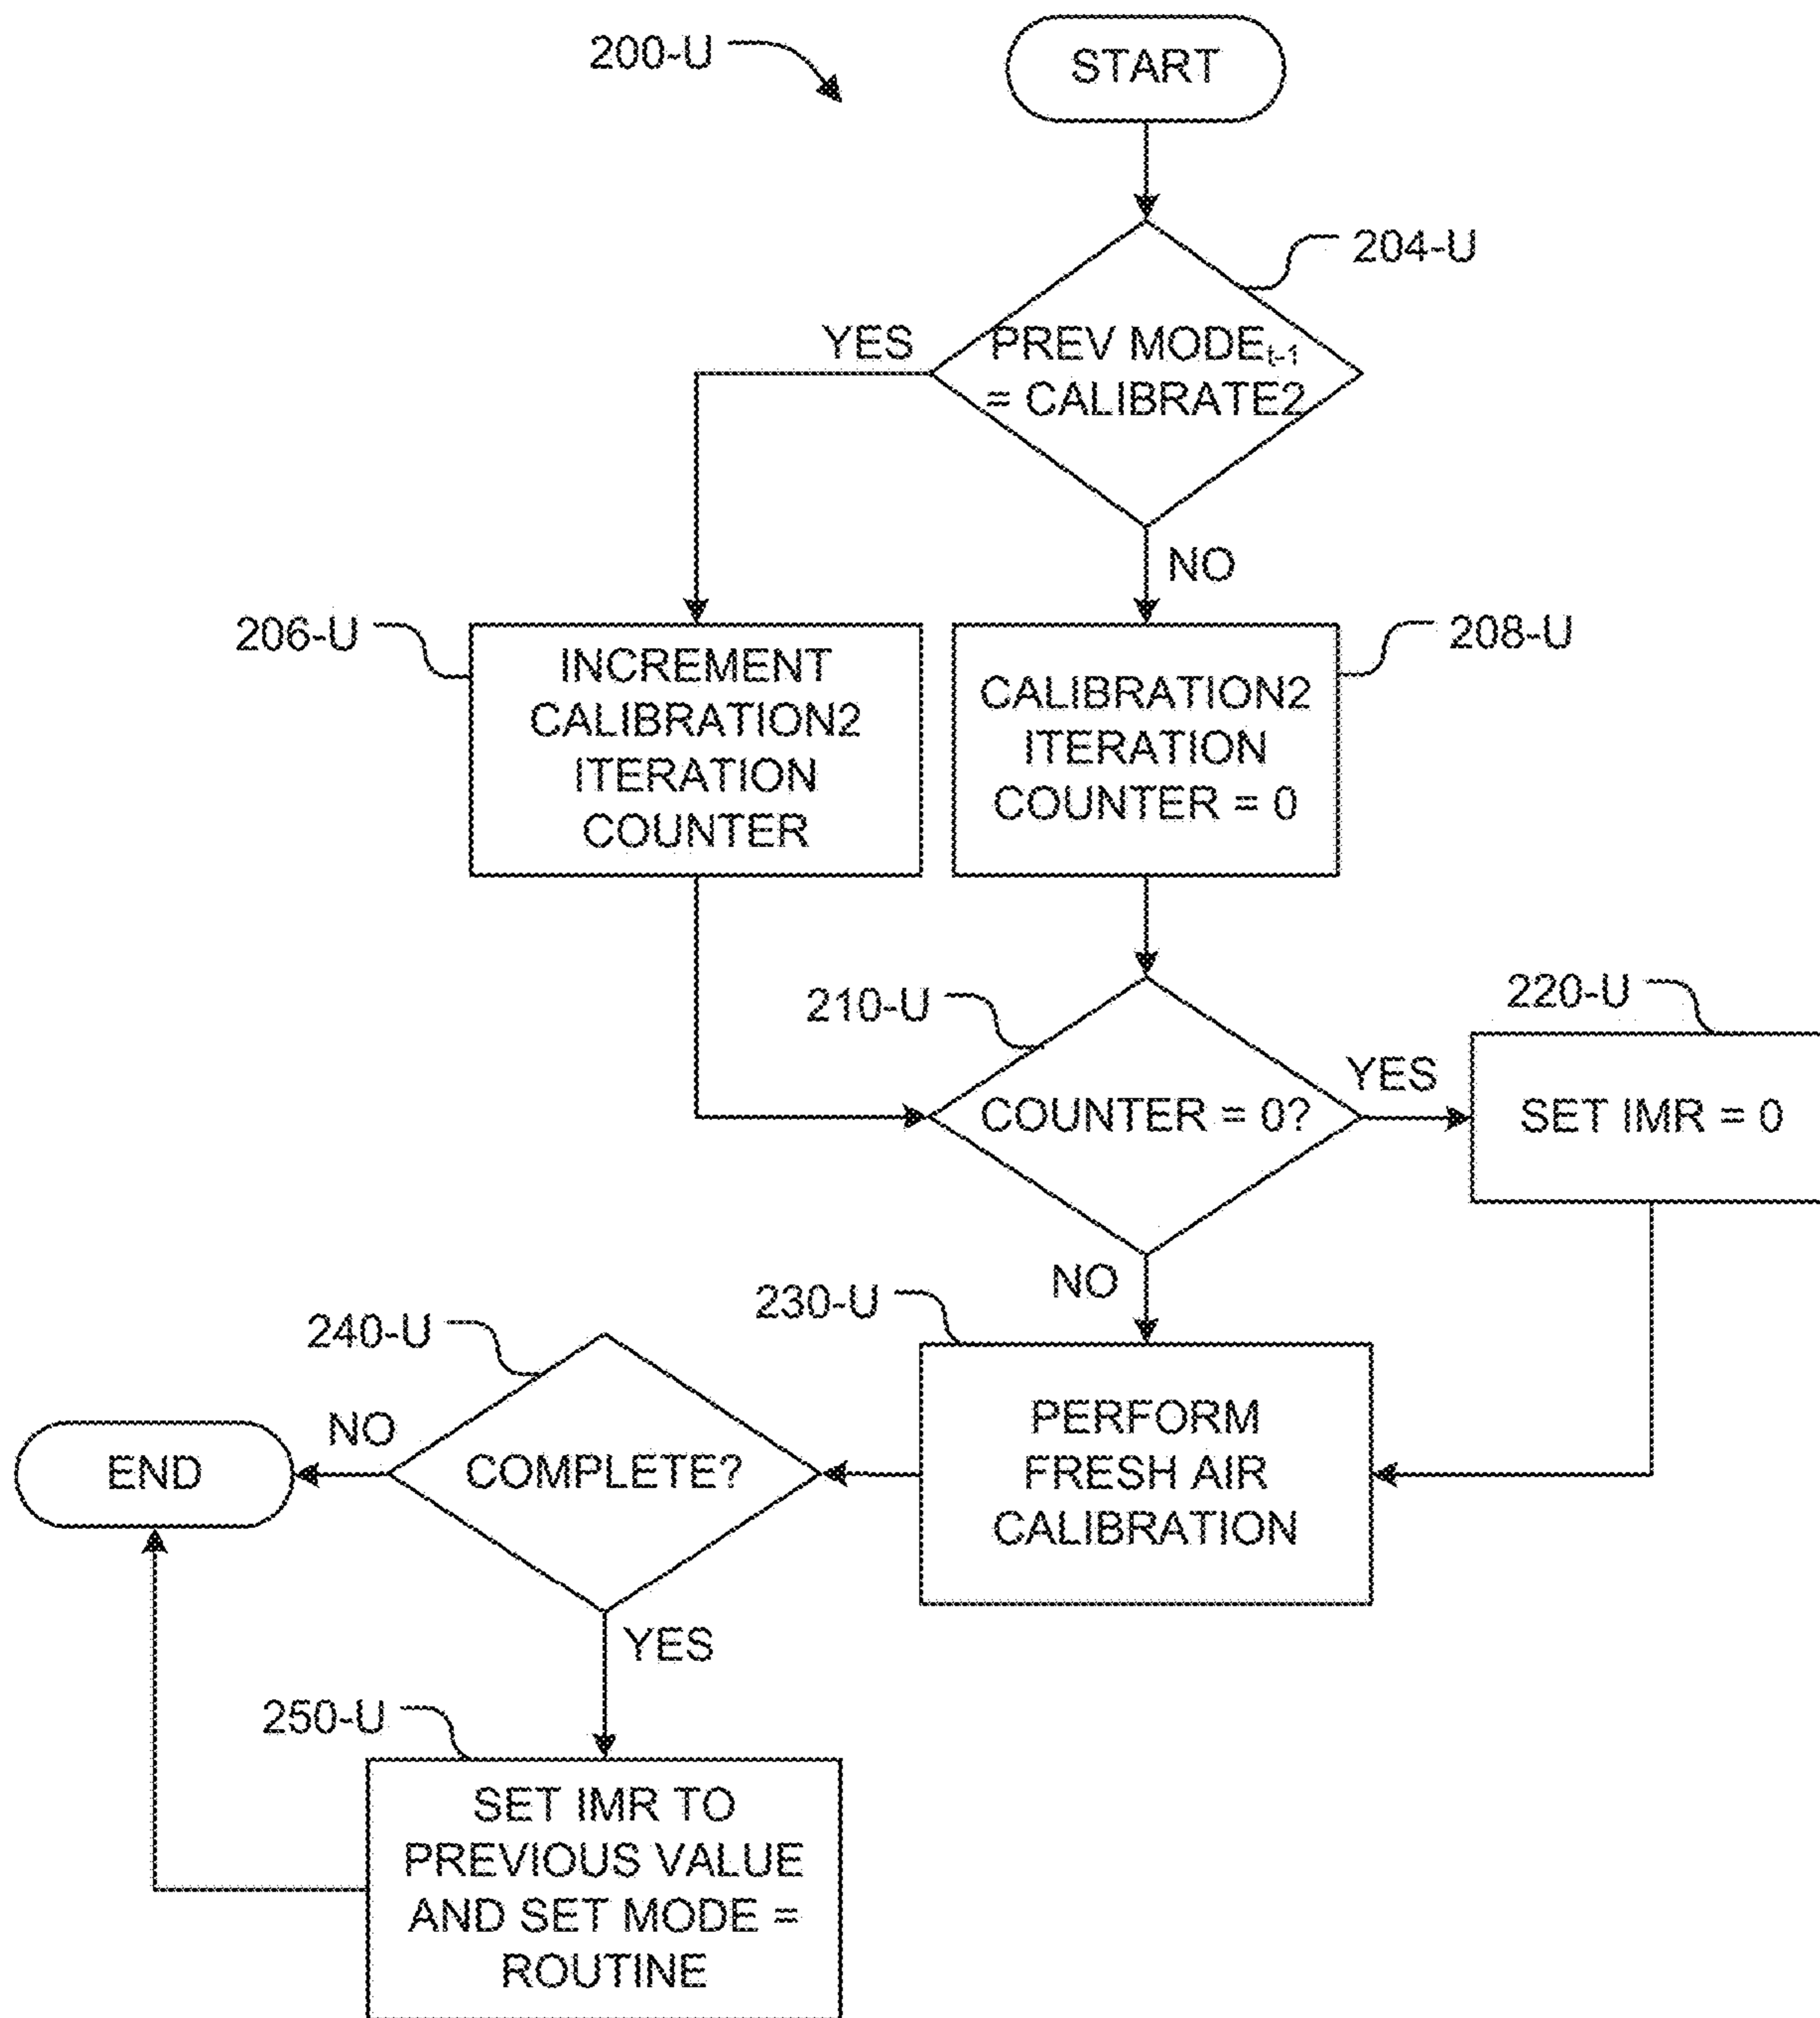 200-U
START
204-U
YES
PREV MODEt-1
= CALIBRATE2
NO
206-U
INCREMENT
CALIBRATION2
ITERATION
COUNTER
208-U
CALIBRATION2
ITERATION
COUNTER = 0
210-U
COUNTER = 0?
YES
220-U
SET IMR = 0
NO
230-U
PERFORM
FRESH AIR
CALIBRATION
240-U
COMPLETE?
NO
END
YES
250-U
SET IMR TO
PREVIOUS VALUE
AND SET MODE =
ROUTINE